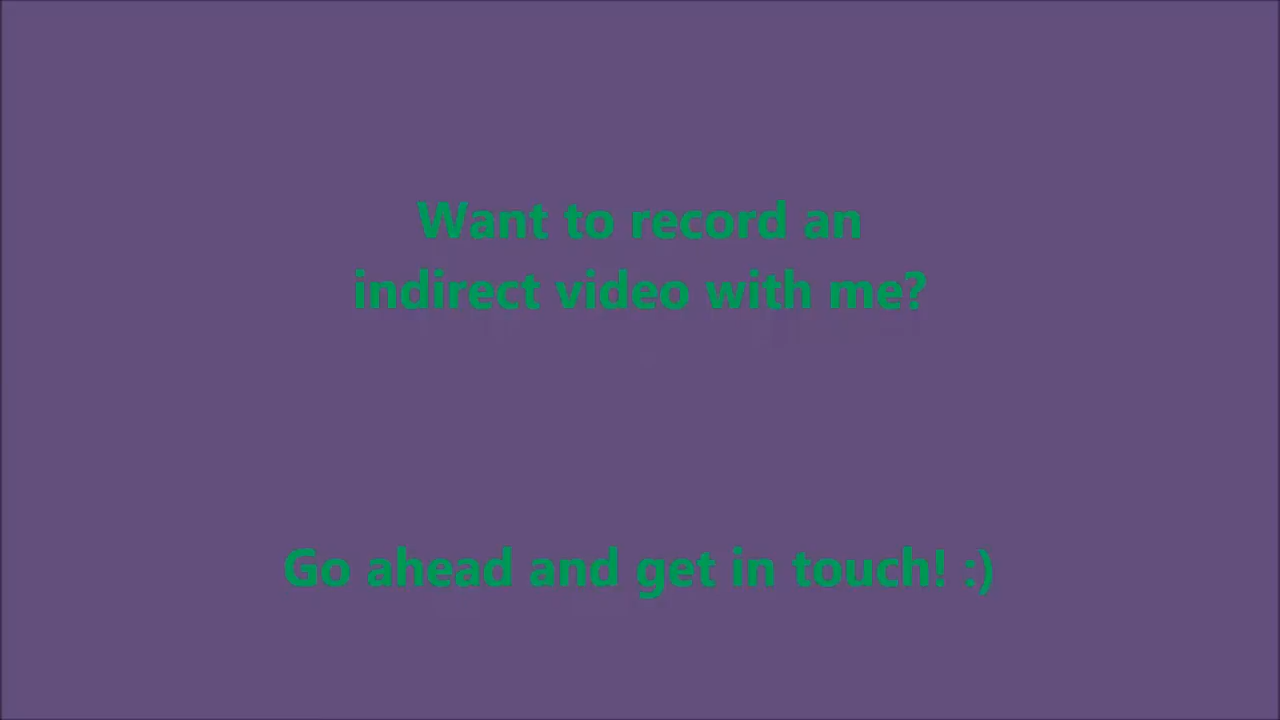 Want to record an
indirect video with me?
Go ahead and get in touch! :)